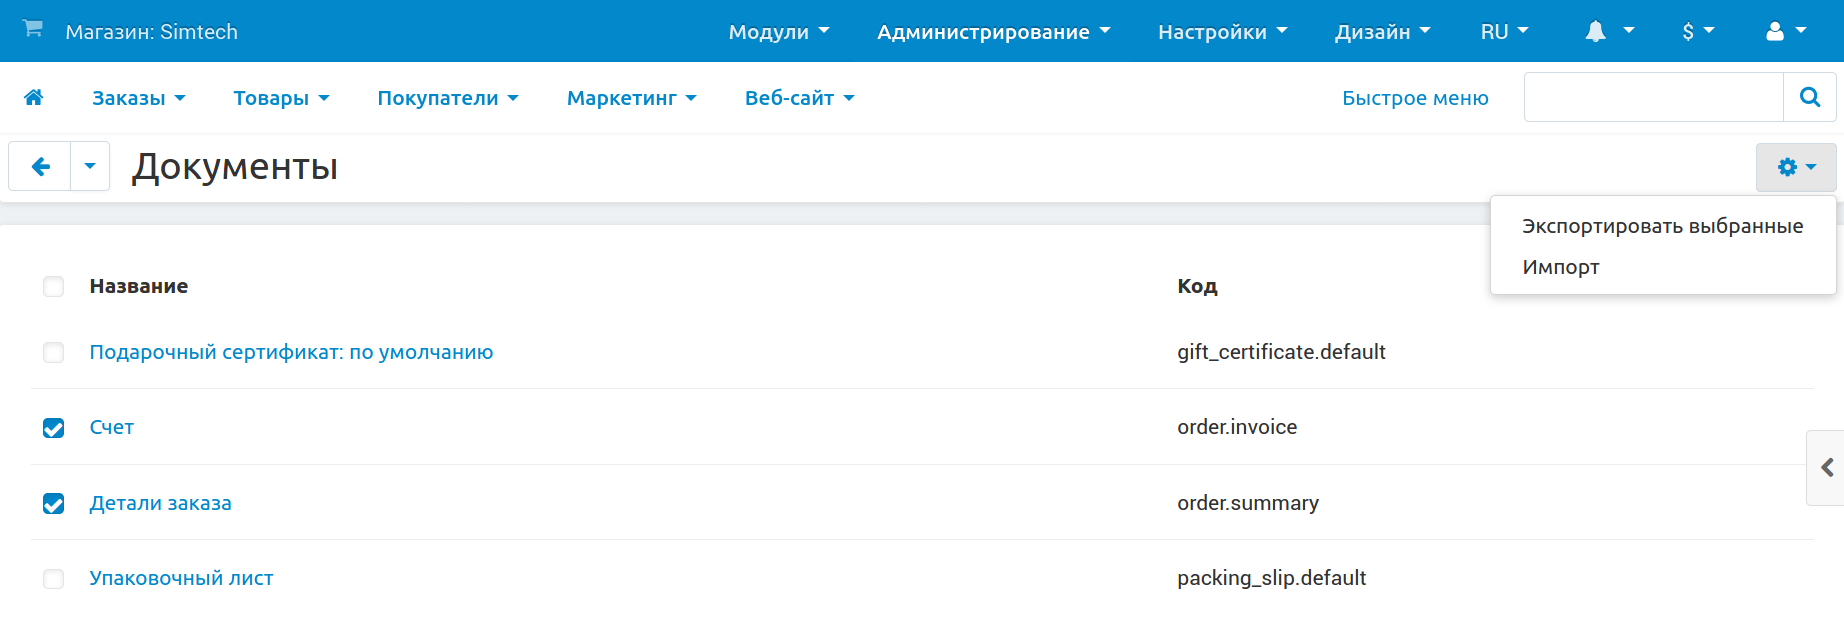 Магазин: Simtech Модули Администрирование Настройки Дизайн RU $
Заказы Товары Покупатели Маркетинг Веб-сайт Быстрое меню
Документы
Экспортировать выбранные
Импорт
Название Код
Подарочный сертификат: по умолчанию gift_certificate.default
Счет order.invoice
Детали заказа order.summary
Упаковочный лист packing_slip.default